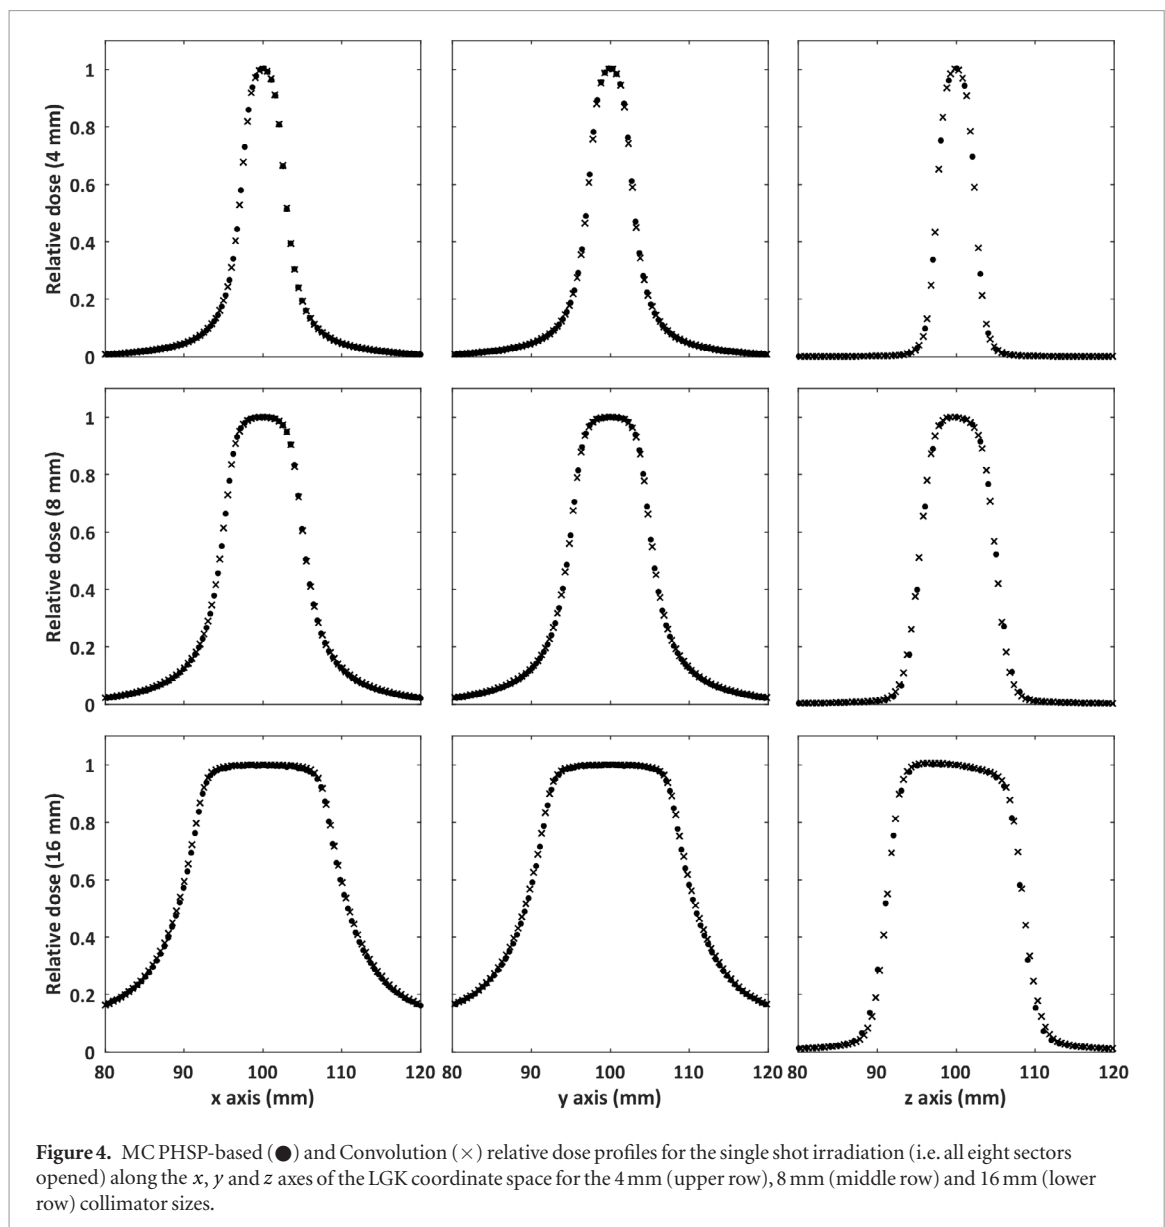 1
0.8
0.6
0.4
0.2
0
Relative dose (4 mm)
1
0.8
0.6
0.4
0.2
0
Relative dose (8 mm)
1
0.8
0.6
0.4
0.2
0
Relative dose (16 mm)
80 90 100 110 120 80 90 100 110 120 80 90 100 110 120
x axis (mm) y axis (mm) z axis (mm)
Figure 4. MC PHSP-based (●) and Convolution (×) relative dose profiles for the single shot irradiation (i.e. all eight sectors
opened) along the x, y and z axes of the LGK coordinate space for the 4 mm (upper row), 8 mm (middle row) and 16 mm (lower
row) collimator sizes.